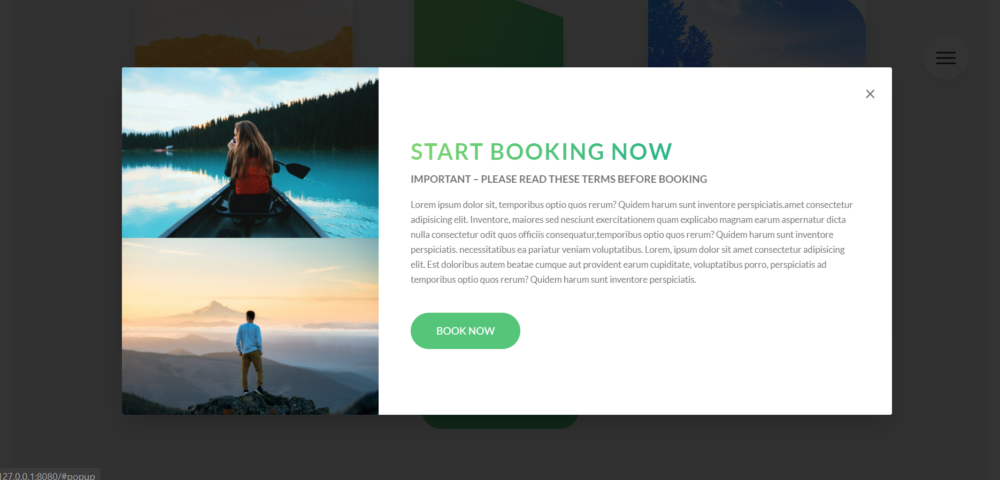 ×
START BOOKING NOW
IMPORTANT – PLEASE READ THESE TERMS BEFORE BOOKING
Lorem ipsum dolor sit, temporibus optio quos rerum? Quidem harum sunt inventore perspiciatis.amet consectetur
adipisicing elit. Inventore, maiores sed nesciunt exercitationem quam explicabo magnam earum aspernatur dicta
nulla consectetur odit quos officiis consequatur,temporibus optio quos rerum? Quidem harum sunt inventore
perspiciatis. necessitatibus ea pariatur veniam voluptatibus. Lorem, ipsum dolor sit amet consectetur adipisicing
elit. Est doloribus autem beatae cumque aut provident earum cupiditate, voluptatibus porro, perspiciatis ad
temporibus optio quos rerum? Quidem harum sunt inventore perspiciatis.
BOOK NOW
127.0.0.1:8080/#popup